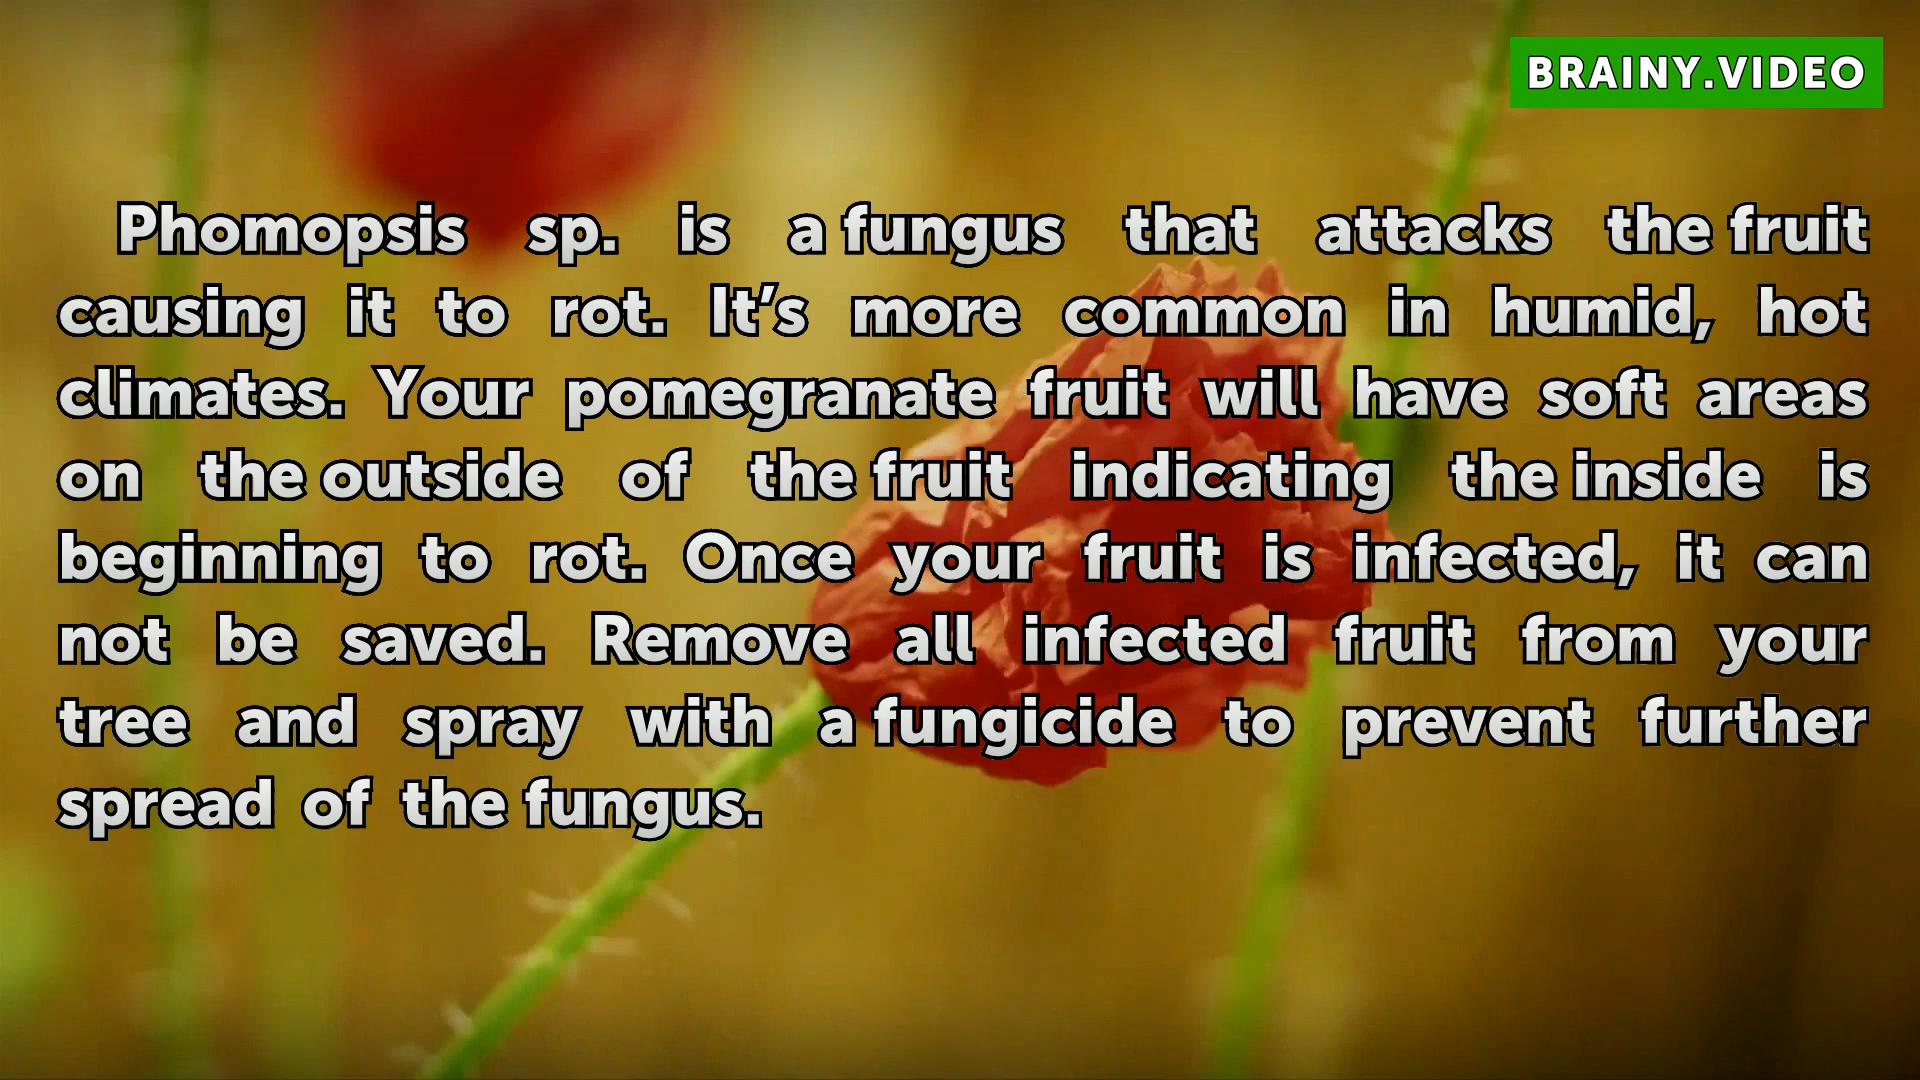 BRAINY.VIDEO
Phomopsis sp. is a fungus that attacks the fruit
causing it to rot. It’s more common in humid, hot
climates. Your pomegranate fruit will have soft areas
on the outside of the fruit indicating the inside is
beginning to rot. Once your fruit is infected, it can
not be saved. Remove all infected fruit from your
tree and spray with a fungicide to prevent further
spread of the fungus.